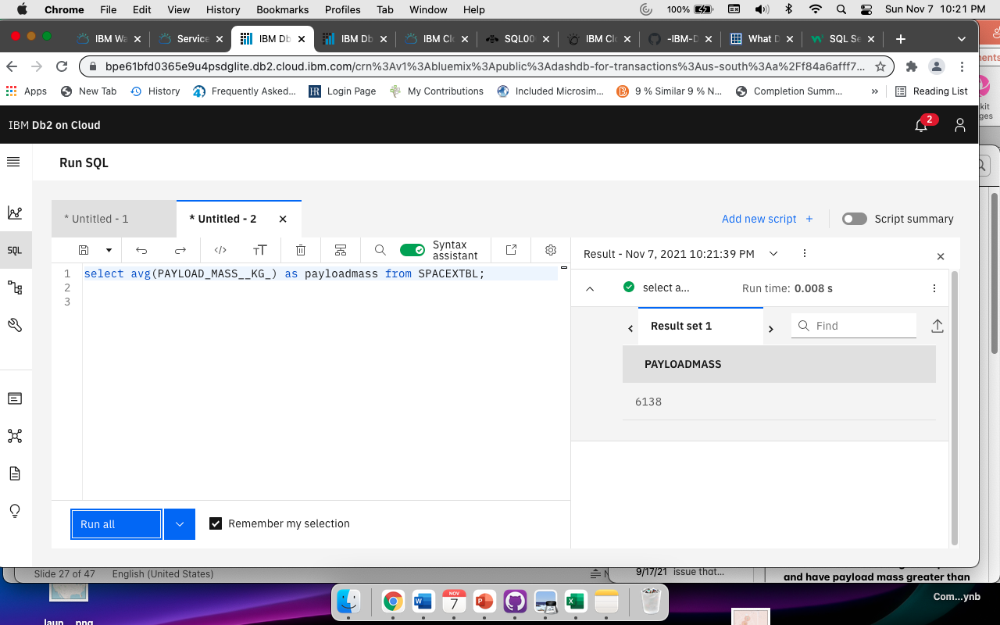 Chrome File Edit View History Bookmarks Profiles Tab Window Help 100% Sun Nov 7 10:21 PM
IBM Wa Service IBM Db IBM Db IBM Clo SQL00 IBM Clo -IBM-D What D SQL Se
bpe61bfd0365e9u4psdglite.db2.cloud.ibm.com/crn%3Av1%3Abluemix%3Apublic%3Adashdb-for-transactions%3Aus-south%3Aa%2Ff84a6afff7...
Apps New Tab History Frequently Asked... HR Login Page My Contributions Included Microsim... 9 % Similar 9 % N... Completion Summ... » Reading List
IBM Db2 on Cloud 2
Run SQL
* Untitled - 1 * Untitled - 2 Add new script + Script summary
SQL
Syntax
assistant
Result - Nov 7, 2021 10:21:39 PM
1 select avg(PAYLOAD_MASS__KG_) as payloadmass from SPACEXTBL;
2
3
select a... Run time: 0.008 s
Result set 1 Find
PAYLOADMASS
6138
Run all Remember my selection
Slide 27 of 47 English (United States)
9/17/21 issue that...
and have payload mass greater than
Com...ynb
NOV
7